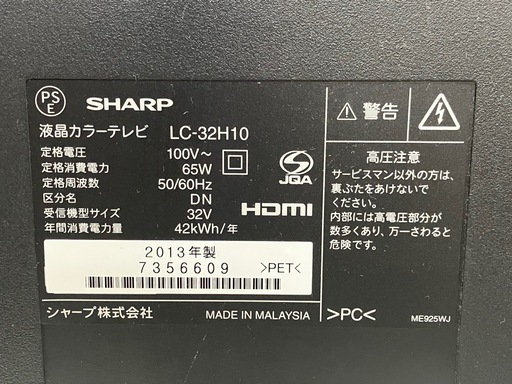 PS
E
SHARP
液晶カラーテレビ LC-32H10
定格電圧 100V～
定格消費電力 65W
定格周波数 50/60Hz
区分名 DN
受信機型サイズ 32V
年間消費電力量 42kWh/年
JQA
HDMI
2013年製
7356609
>PET<
シャープ株式会社 MADE IN MALAYSIA
警告
高圧注意
サービスマン以外の方は、
裏ぶたをあけないで
ください。
内部には高電圧部分が
数多くあり、万一さわると
危険です。
>PC<
ME925WJ